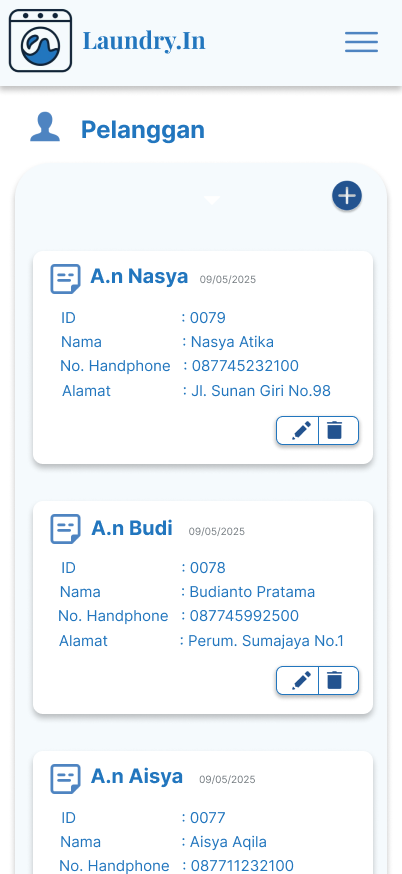 Laundry.In
Pelanggan
A.n Nasya 09/05/2025
ID : 0079
Nama : Nasya Atika
No. Handphone : 087745232100
Alamat : Jl. Sunan Giri No.98
A.n Budi 09/05/2025
ID : 0078
Nama : Budianto Pratama
No. Handphone : 087745992500
Alamat : Perum. Sumajaya No.1
A.n Aisya 09/05/2025
ID : 0077
Nama : Aisya Aqila
No. Handphone : 087711232100